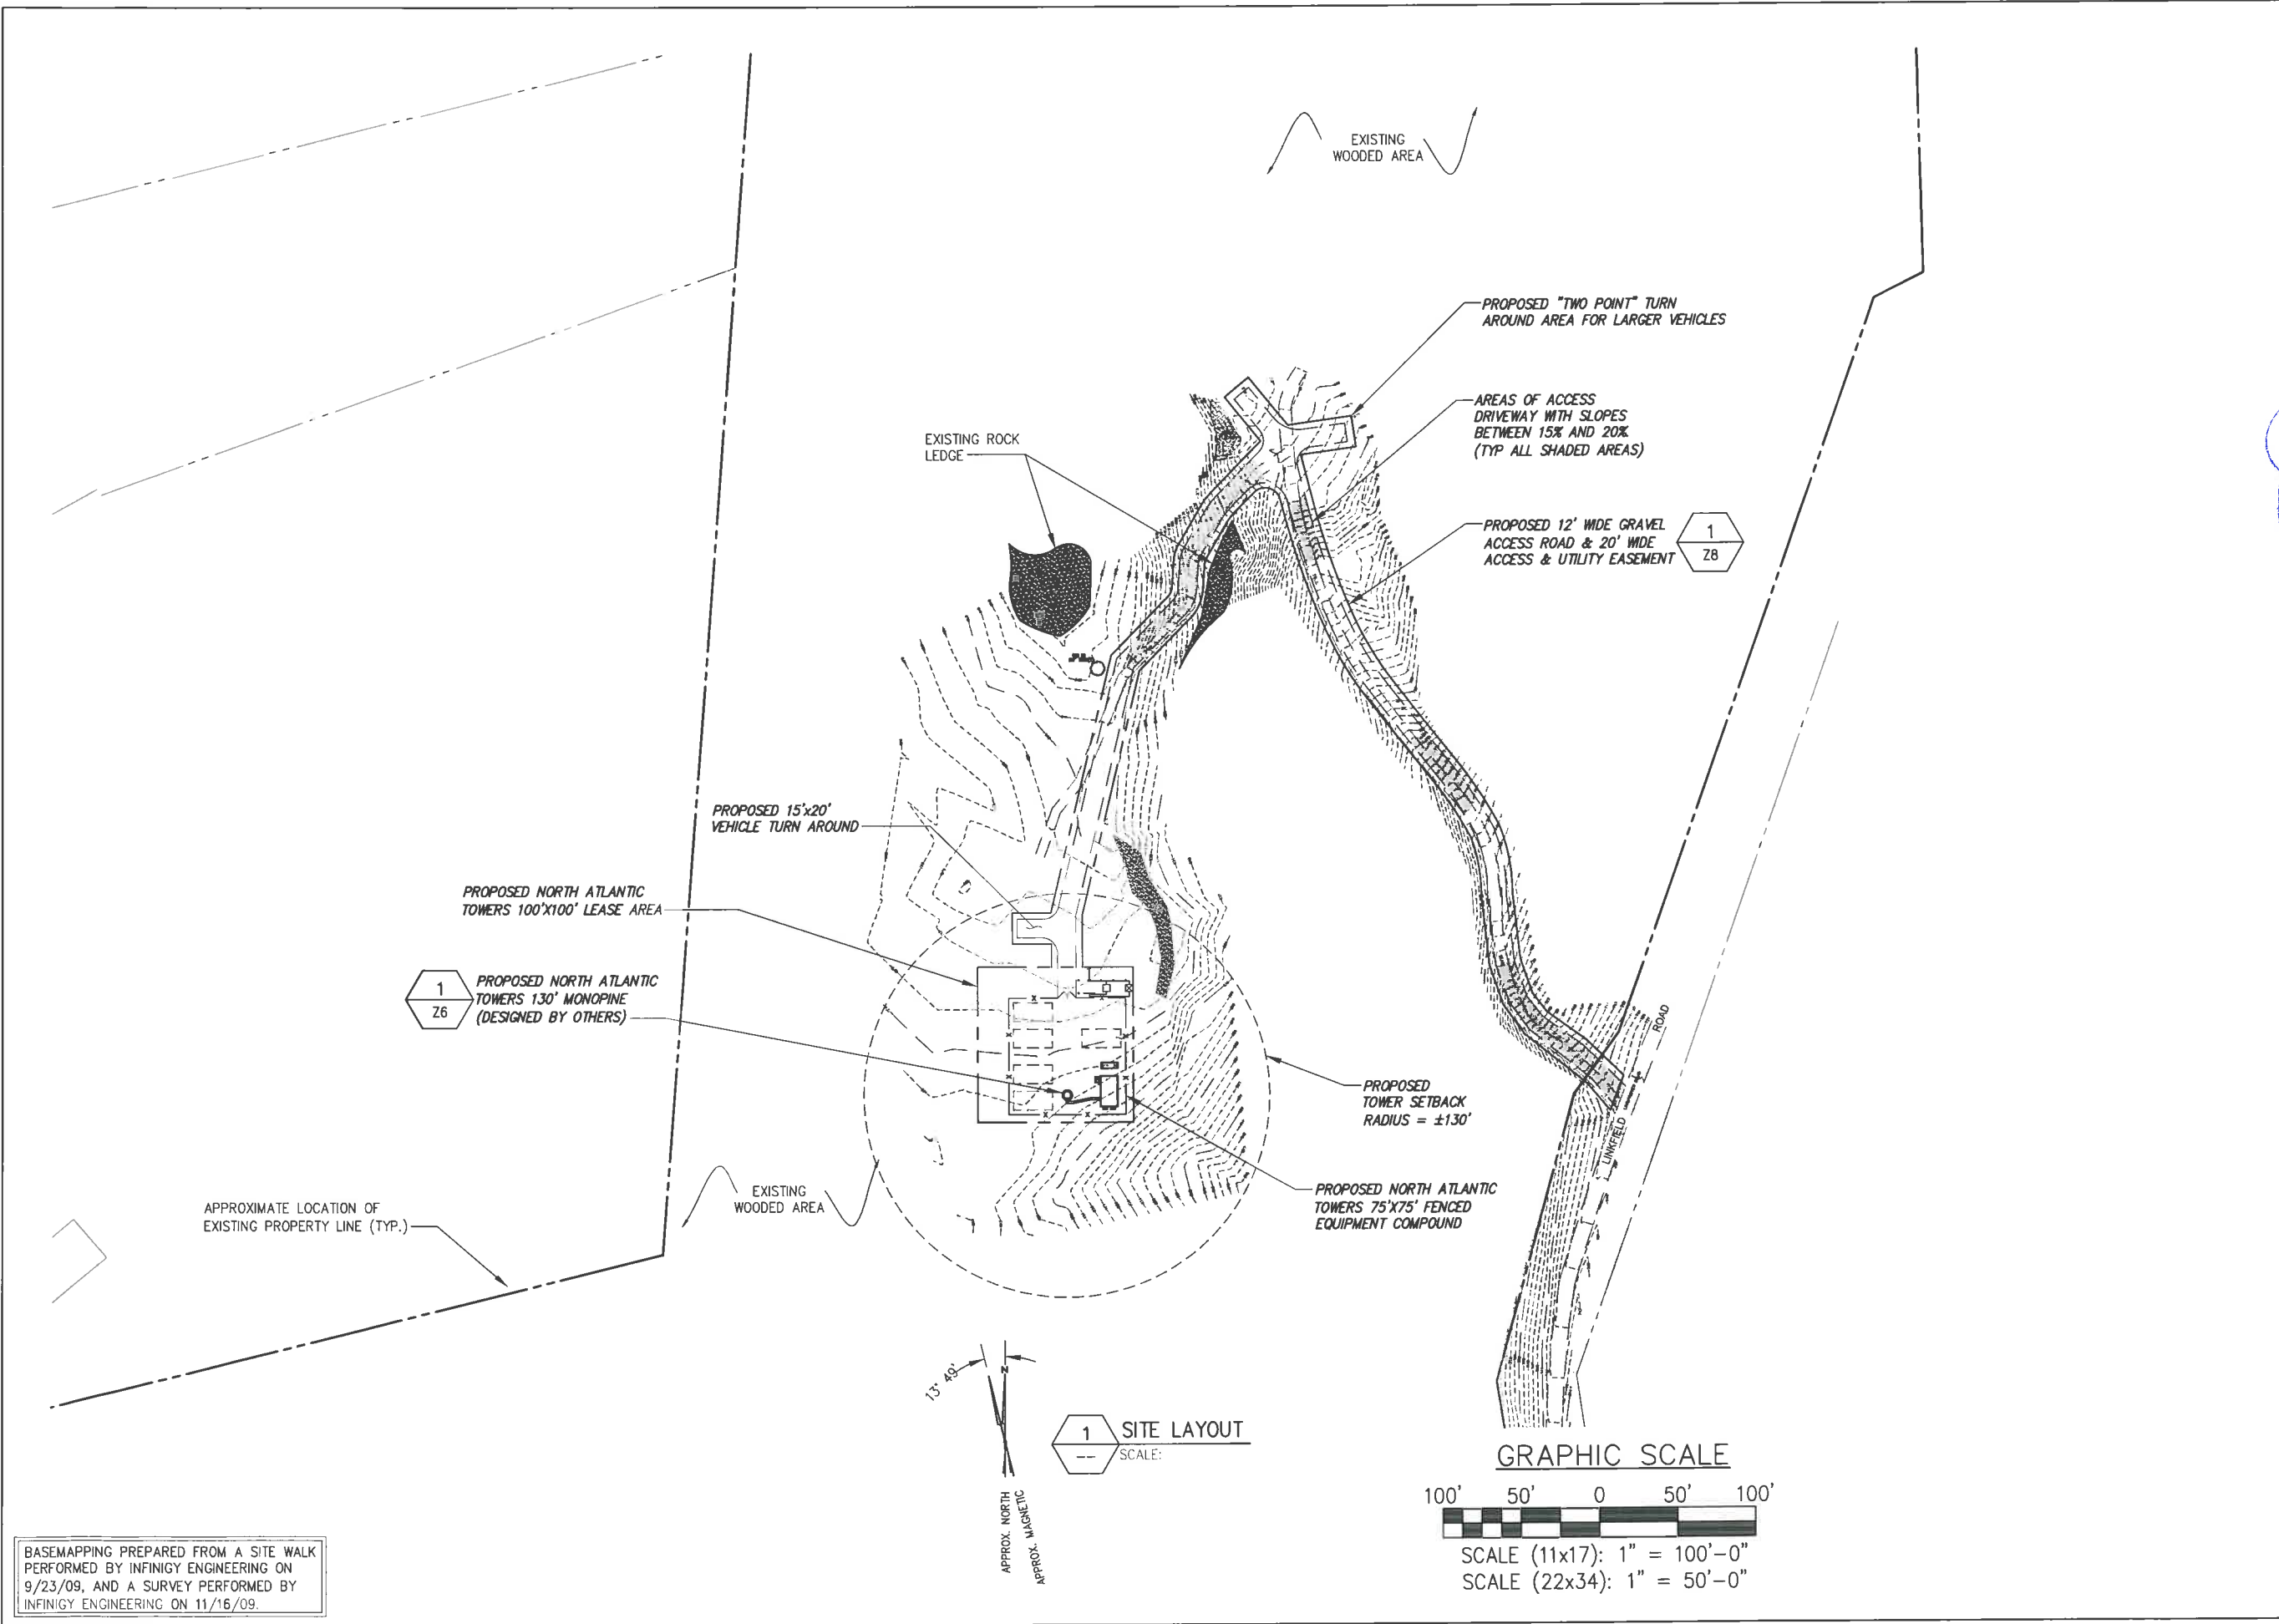 EXISTING
WOODED AREA
PROPOSED "TWO POINT" TURN
AROUND AREA FOR LARGER VEHICLES
AREAS OF ACCESS
DRIVEWAY WITH SLOPES
BETWEEN 15% AND 20%
(TYP ALL SHADED AREAS)
EXISTING ROCK
LEDGE
PROPOSED 12' WIDE GRAVEL
ACCESS ROAD & 20' WIDE
ACCESS & UTILITY EASEMENT
1
Z8
PROPOSED 15'x20'
VEHICLE TURN AROUND
PROPOSED NORTH ATLANTIC
TOWERS 100'X100' LEASE AREA
1
Z6
PROPOSED NORTH ATLANTIC
TOWERS 130' MONOPINE
(DESIGNED BY OTHERS)
LINKFIELD ROAD
PROPOSED
TOWER SETBACK
RADIUS = ±130'
PROPOSED NORTH ATLANTIC
TOWERS 75'X75' FENCED
EQUIPMENT COMPOUND
EXISTING
WOODED AREA
APPROXIMATE LOCATION OF
EXISTING PROPERTY LINE (TYP.)
13° 49'
N
APPROX. NORTH
APPROX. MAGNETIC
1
--
SITE LAYOUT
SCALE:
GRAPHIC SCALE
100' 50' 0 50' 100'
SCALE (11x17): 1" = 100'-0"
SCALE (22x34): 1" = 50'-0"
BASEMAPPING PREPARED FROM A SITE WALK
PERFORMED BY INFINIGY ENGINEERING ON
9/23/09, AND A SURVEY PERFORMED BY
INFINIGY ENGINEERING ON 11/16/09.